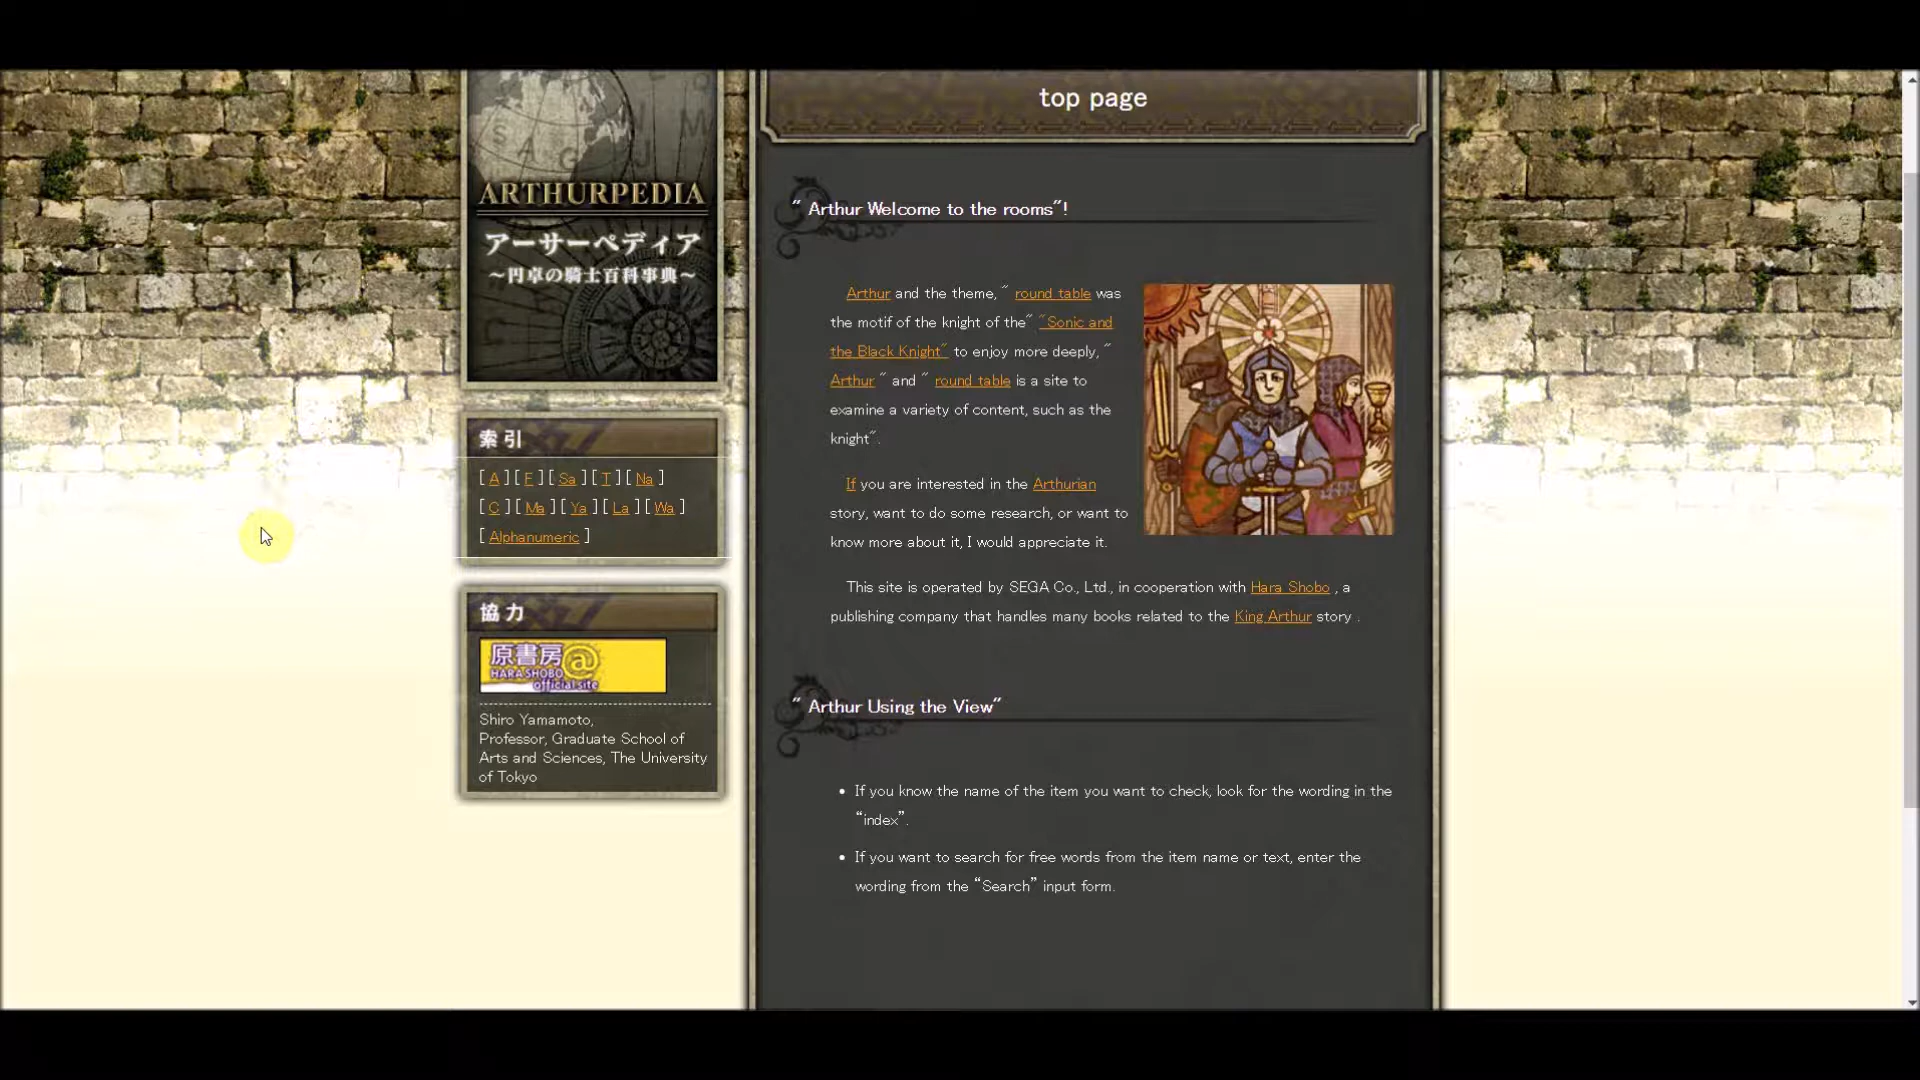 ARTHURPEDIA
アーサーペディア
～円卓の騎士百科事典～
索引
[ A ] [ F ] [ Sa ] [ T ] [ Na ]
[ C ] [ Ma ] [ Ya ] [ La ] [ Wa ]
[ Alphanumeric ]
協力
原書房@
HARA SHOBO
official site
Shiro Yamamoto,
Professor, Graduate School of
Arts and Sciences, The University
of Tokyo
top page
" Arthur Welcome to the rooms"!
Arthur and the theme, " round table was
the motif of the knight of the" "Sonic and
the Black Knight" to enjoy more deeply, "
Arthur " and " round table is a site to
examine a variety of content, such as the
knight".
If you are interested in the Arthurian
story, want to do some research, or want to
know more about it, I would appreciate it.
This site is operated by SEGA Co., Ltd., in cooperation with Hara Shobo , a
publishing company that handles many books related to the King Arthur story .
" Arthur Using the View"
• If you know the name of the item you want to check, look for the wording in the
“index”.
• If you want to search for free words from the item name or text, enter the
wording from the “Search” input form.